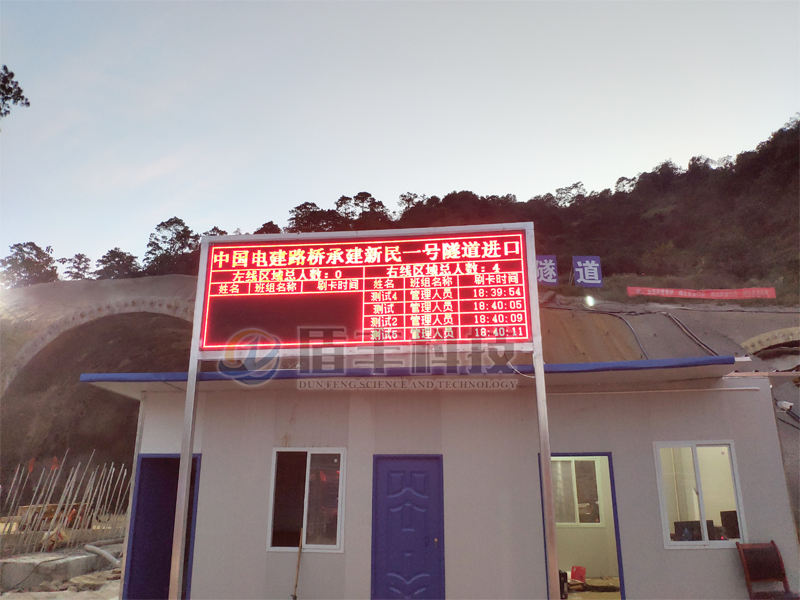 中国电建路桥承建新民一号隧道进口
左线区域总人数：0 右线区域总人数：4
姓名 班组名称 刷卡时间 姓名 班组名称 刷卡时间
测试4 管理人员 18:39:54
测试 管理人员 18:40:05
测试2 管理人员 18:40:09
测试5 管理人员 18:40:11
隧道
盾丰科技
DUN FENG SCIENCE AND TECHNOLOGY